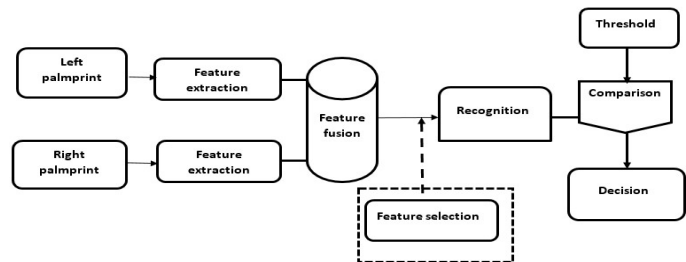 Left
palmprint
Feature
extraction
Right
palmprint
Feature
extraction
Feature
fusion
Feature selection
Recognition
Threshold
Comparison
Decision